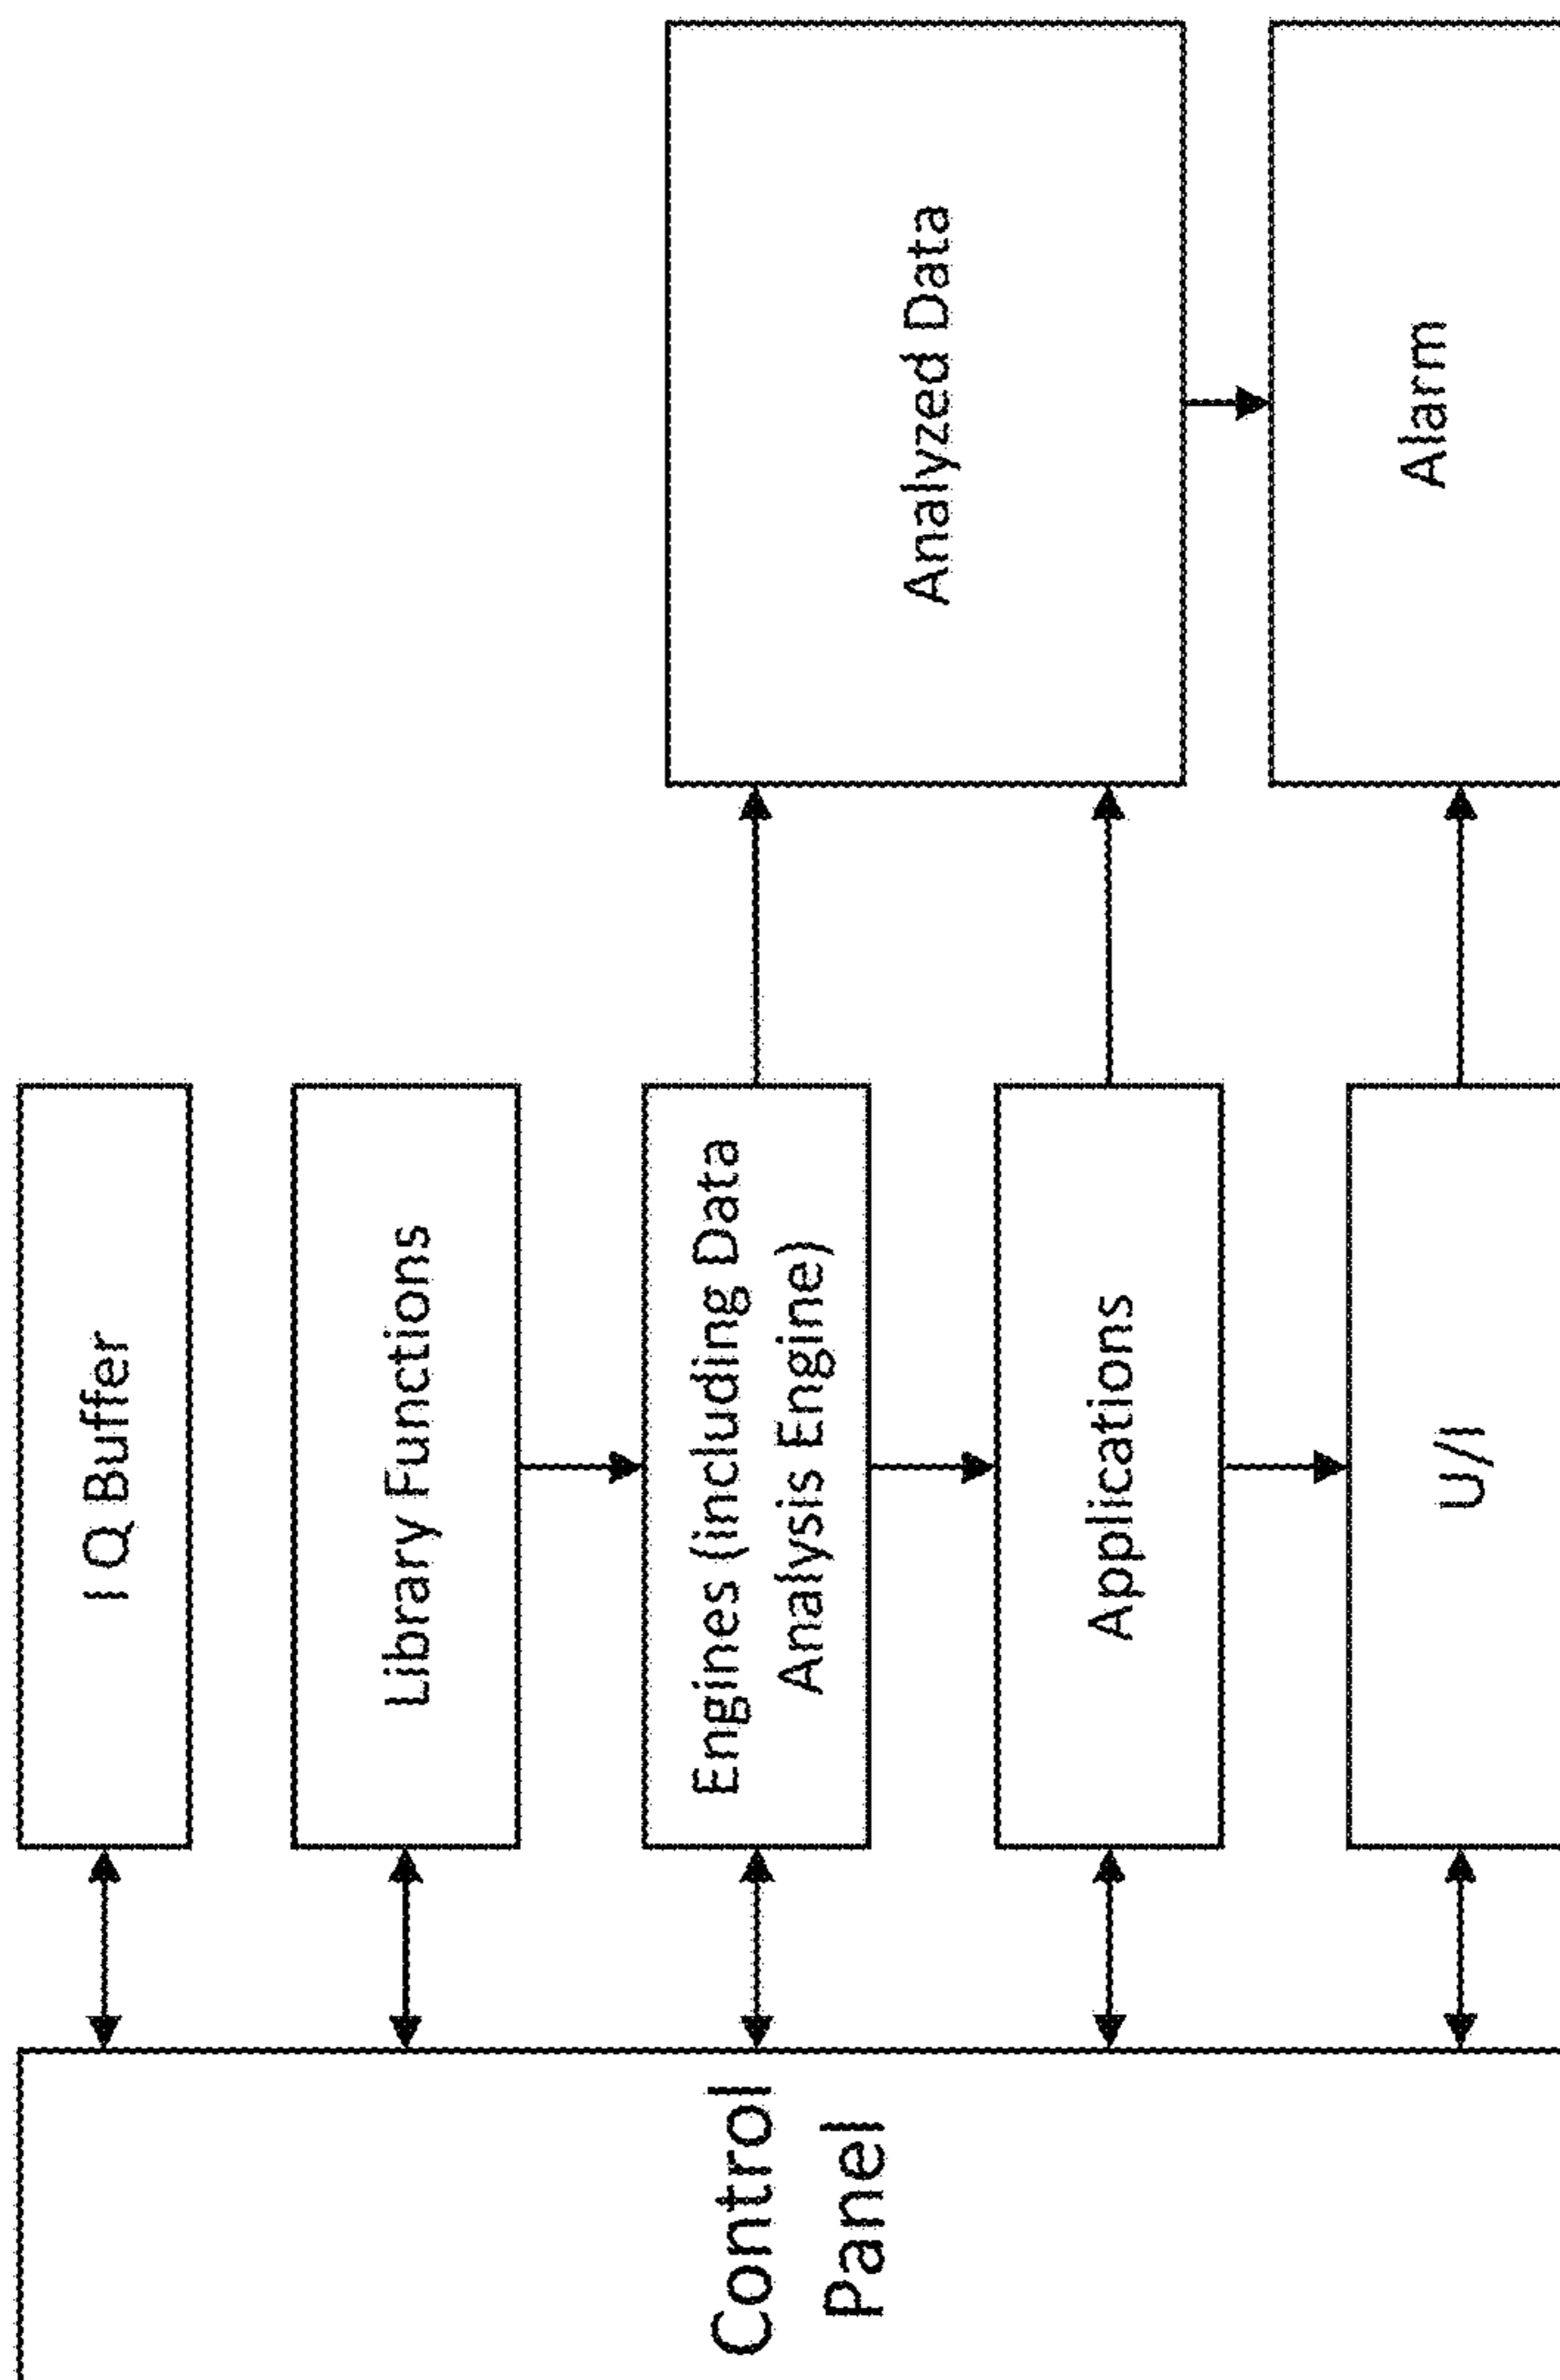 I Q Buffer
Library Functions
Engines (including Data
Analysis Engine)
Applications
U/I
Control
Panel
Analyzed Data
Alarm